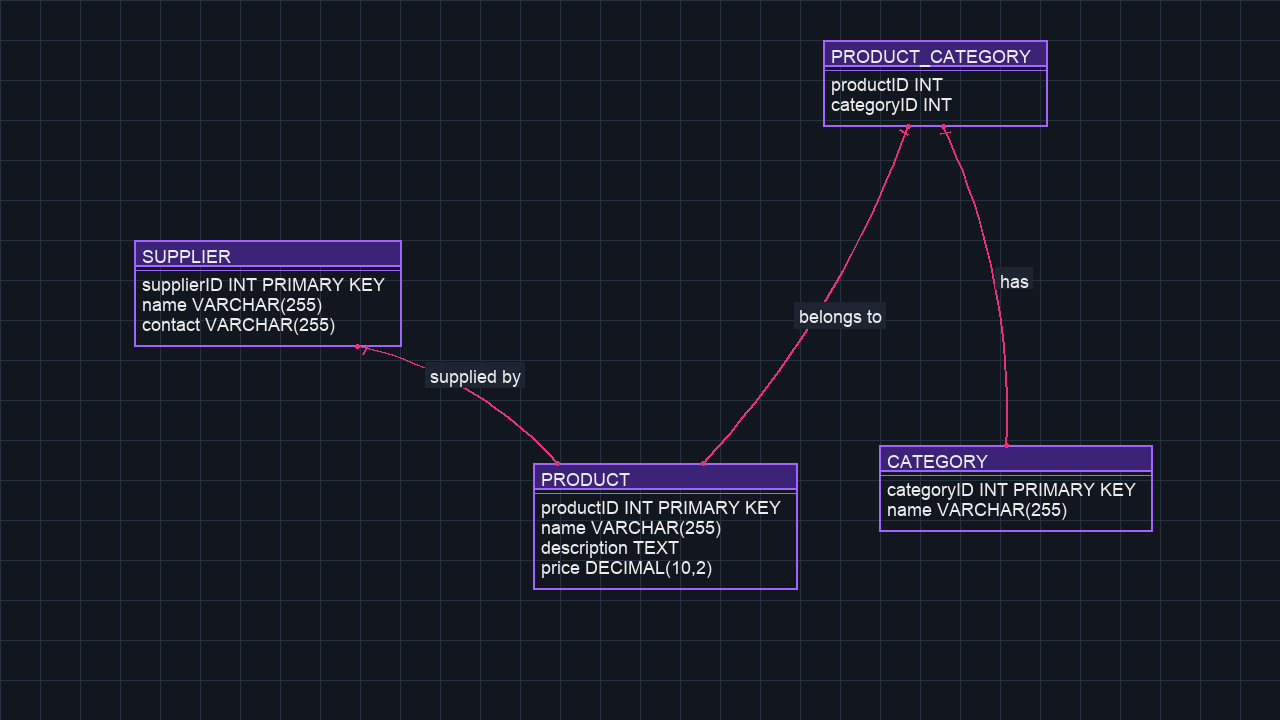 PRODUCT_CATEGORY
productID INT
categoryID INT
SUPPLIER
supplierID INT PRIMARY KEY
name VARCHAR(255)
contact VARCHAR(255)
has
belongs to
supplied by
PRODUCT
productID INT PRIMARY KEY
name VARCHAR(255)
description TEXT
price DECIMAL(10,2)
CATEGORY
categoryID INT PRIMARY KEY
name VARCHAR(255)